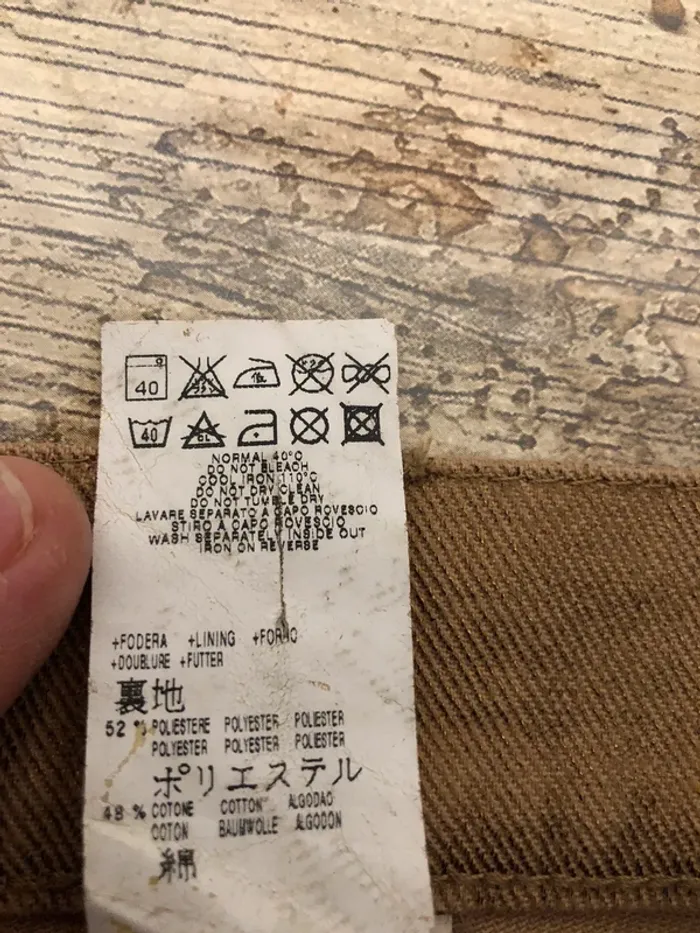 40
低
40
CL
NORMAL 40°C
DO NOT BLEACH
COOL IRON 110°C
DO NOT DRY CLEAN
DO NOT TUMBLE DRY
LAVARE SEPARATO A CAPO ROVESCIO
STIRO A CAPO ROVESCIO
WASH SEPARATELY INSIDE OUT
IRON ON REVERSE
+FODERA +LINING
+DOUBLURE +FUTTER
裏地
52 % POLIESTERE POLYESTER POLIESTER
POLYESTER POLYESTER POLIESTER
ポリエステル
48 % COTONE COTTON ALGODAO
COTON BAUMWOLLE ALGODON
綿